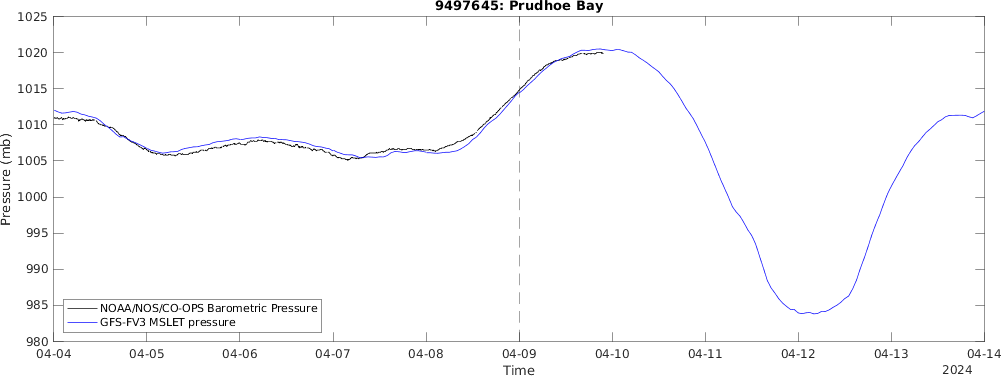 9497645: Prudhoe Bay
1025
1020
1015
1010
1005
1000
995
990
985
980
Pressure (mb)
NOAA/NOS/CO-OPS Barometric Pressure
GFS-FV3 MSLET pressure
04-04 04-05 04-06 04-07 04-08 04-09 04-10 04-11 04-12 04-13 04-14
Time
2024